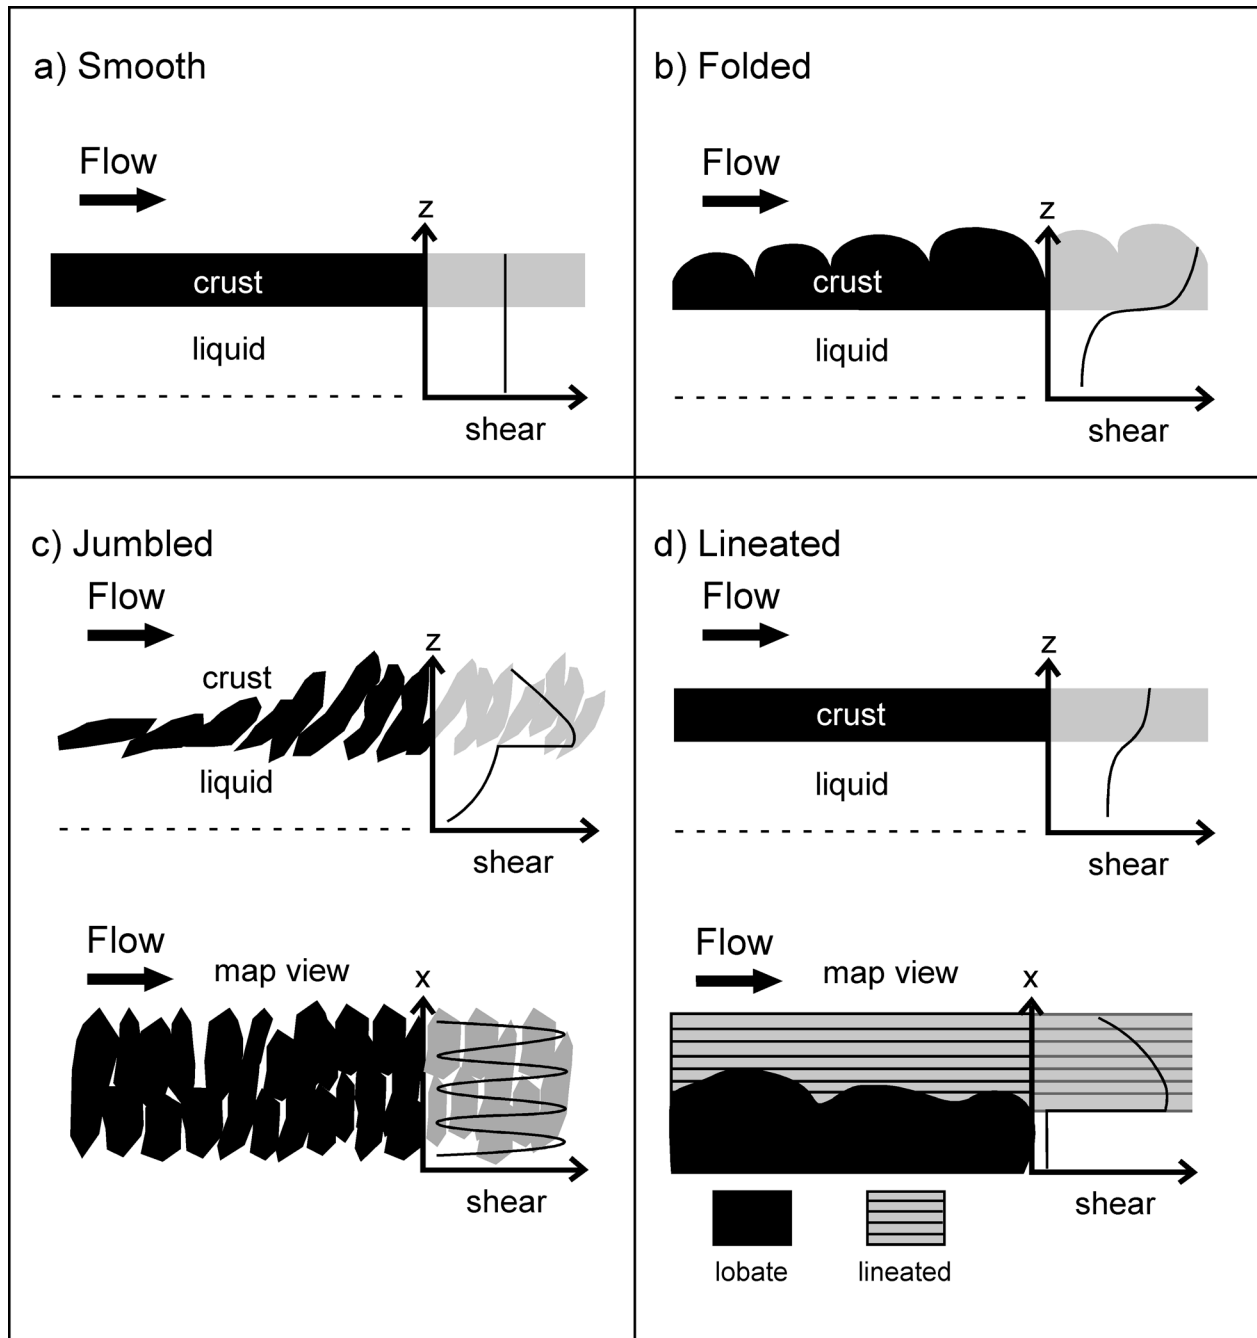 a) Smooth
Flow
z
crust
liquid
shear
b) Folded
Flow
z
crust
liquid
shear
c) Jumbled
Flow
z
crust
liquid
shear
Flow
map view
x
shear
d) Lineated
Flow
z
crust
liquid
shear
Flow
map view
x
shear
lobate
lineated